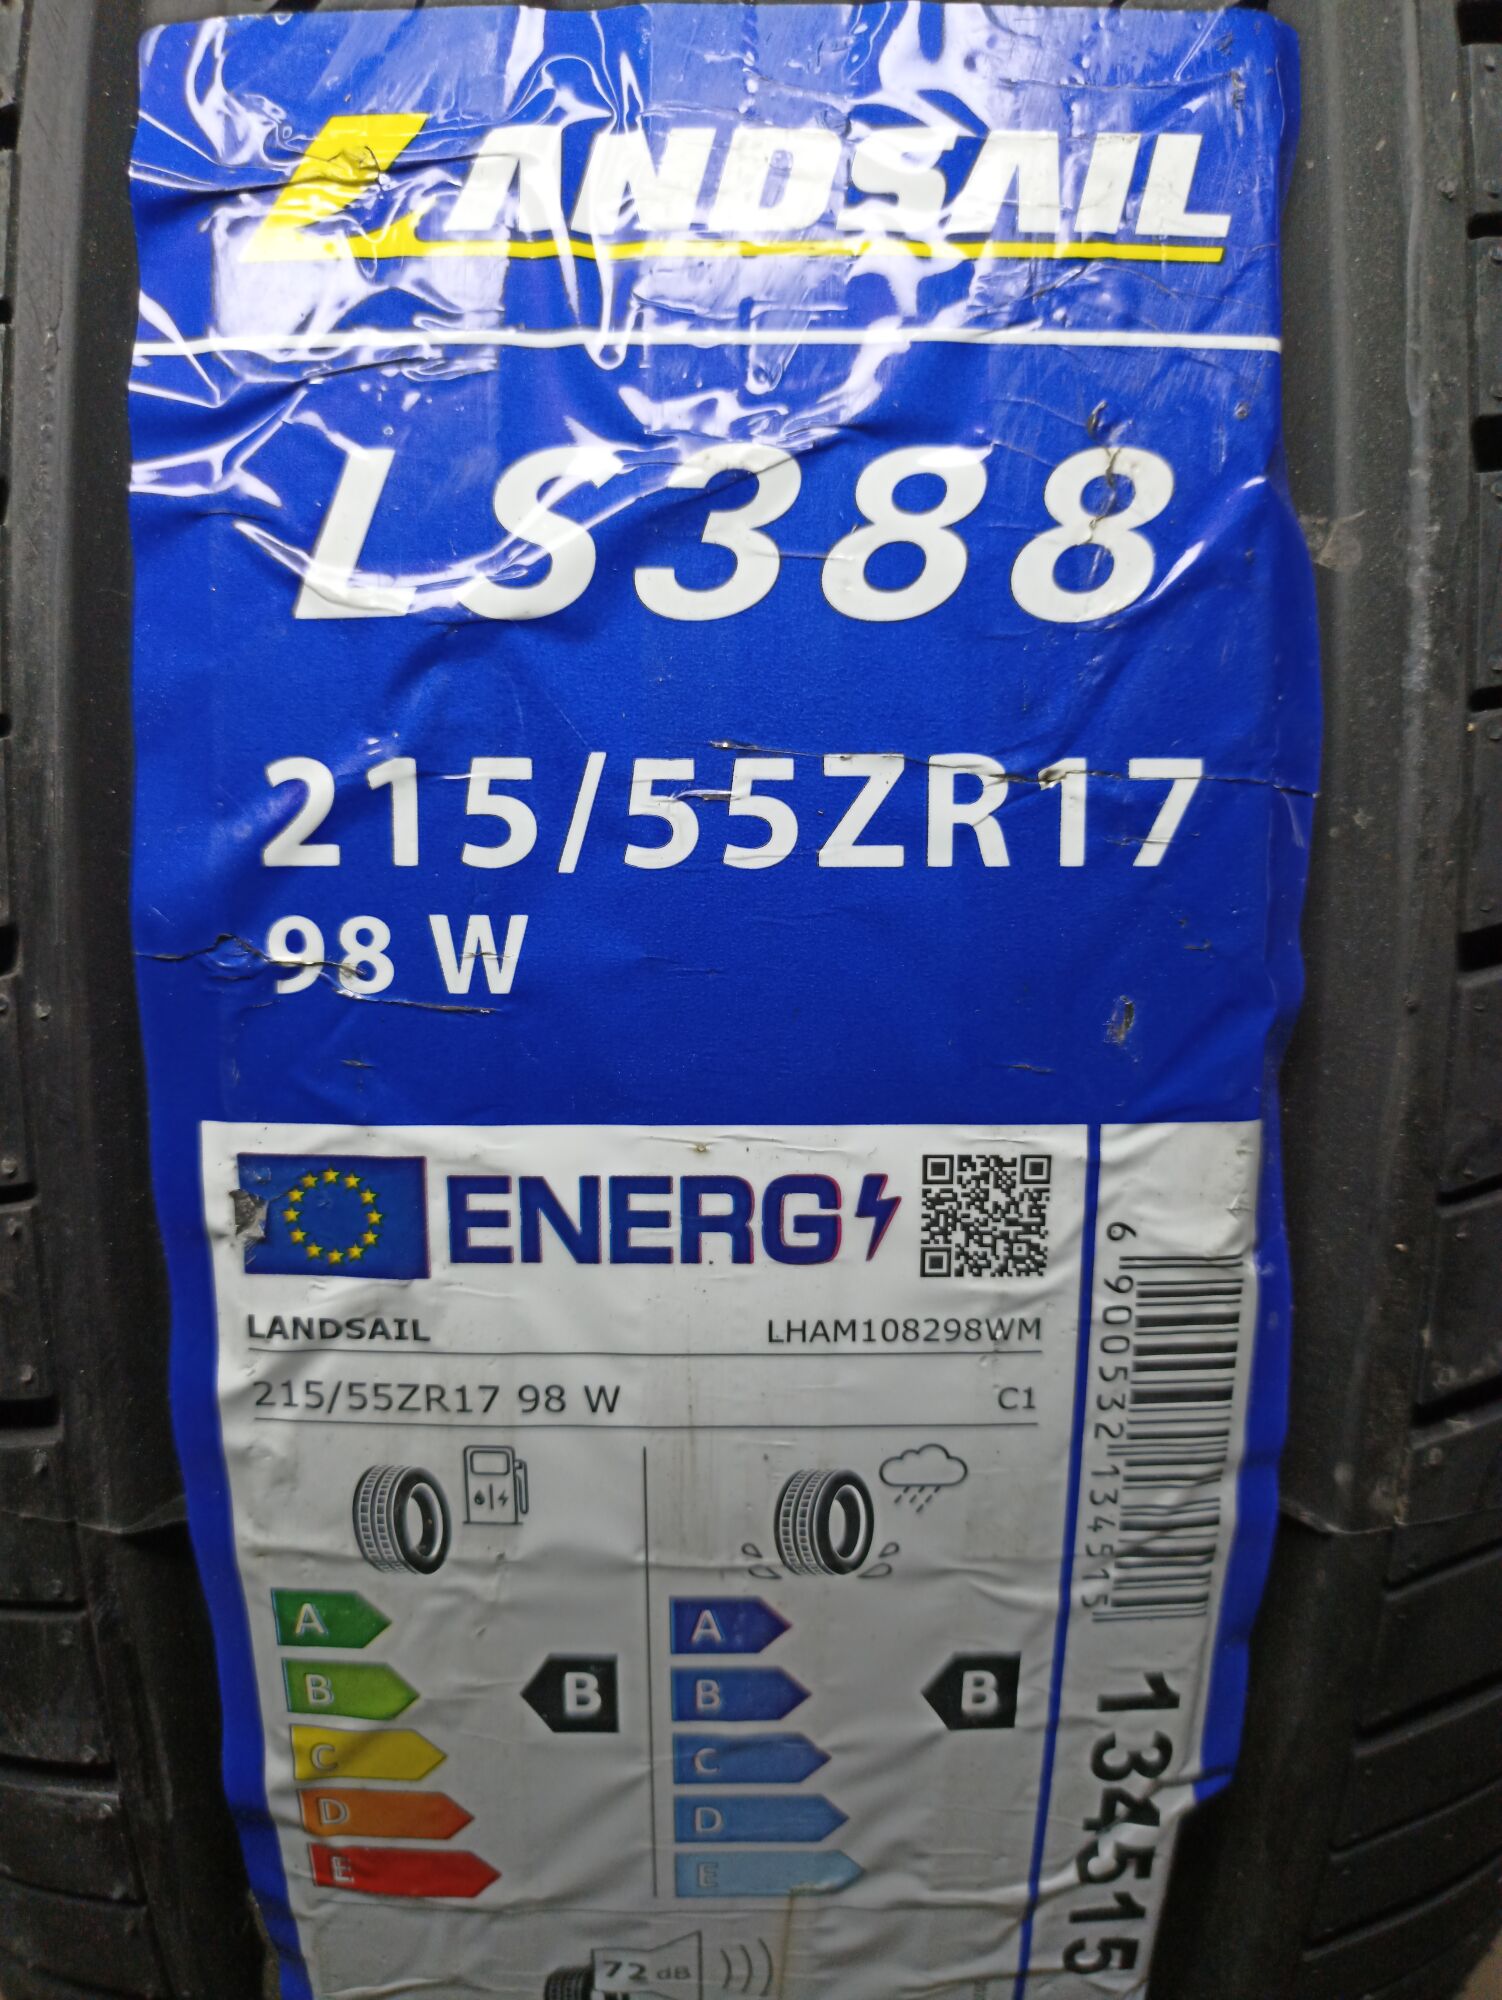 LANDSAIL
LS388
215/55ZR17
98 W
ENERG
LANDSAIL
LHAM108298WM
215/55ZR17 98 W
C1
A
B
C
D
E
B
A
B
C
D
E
B
72 dB
6 900532 134515
134515